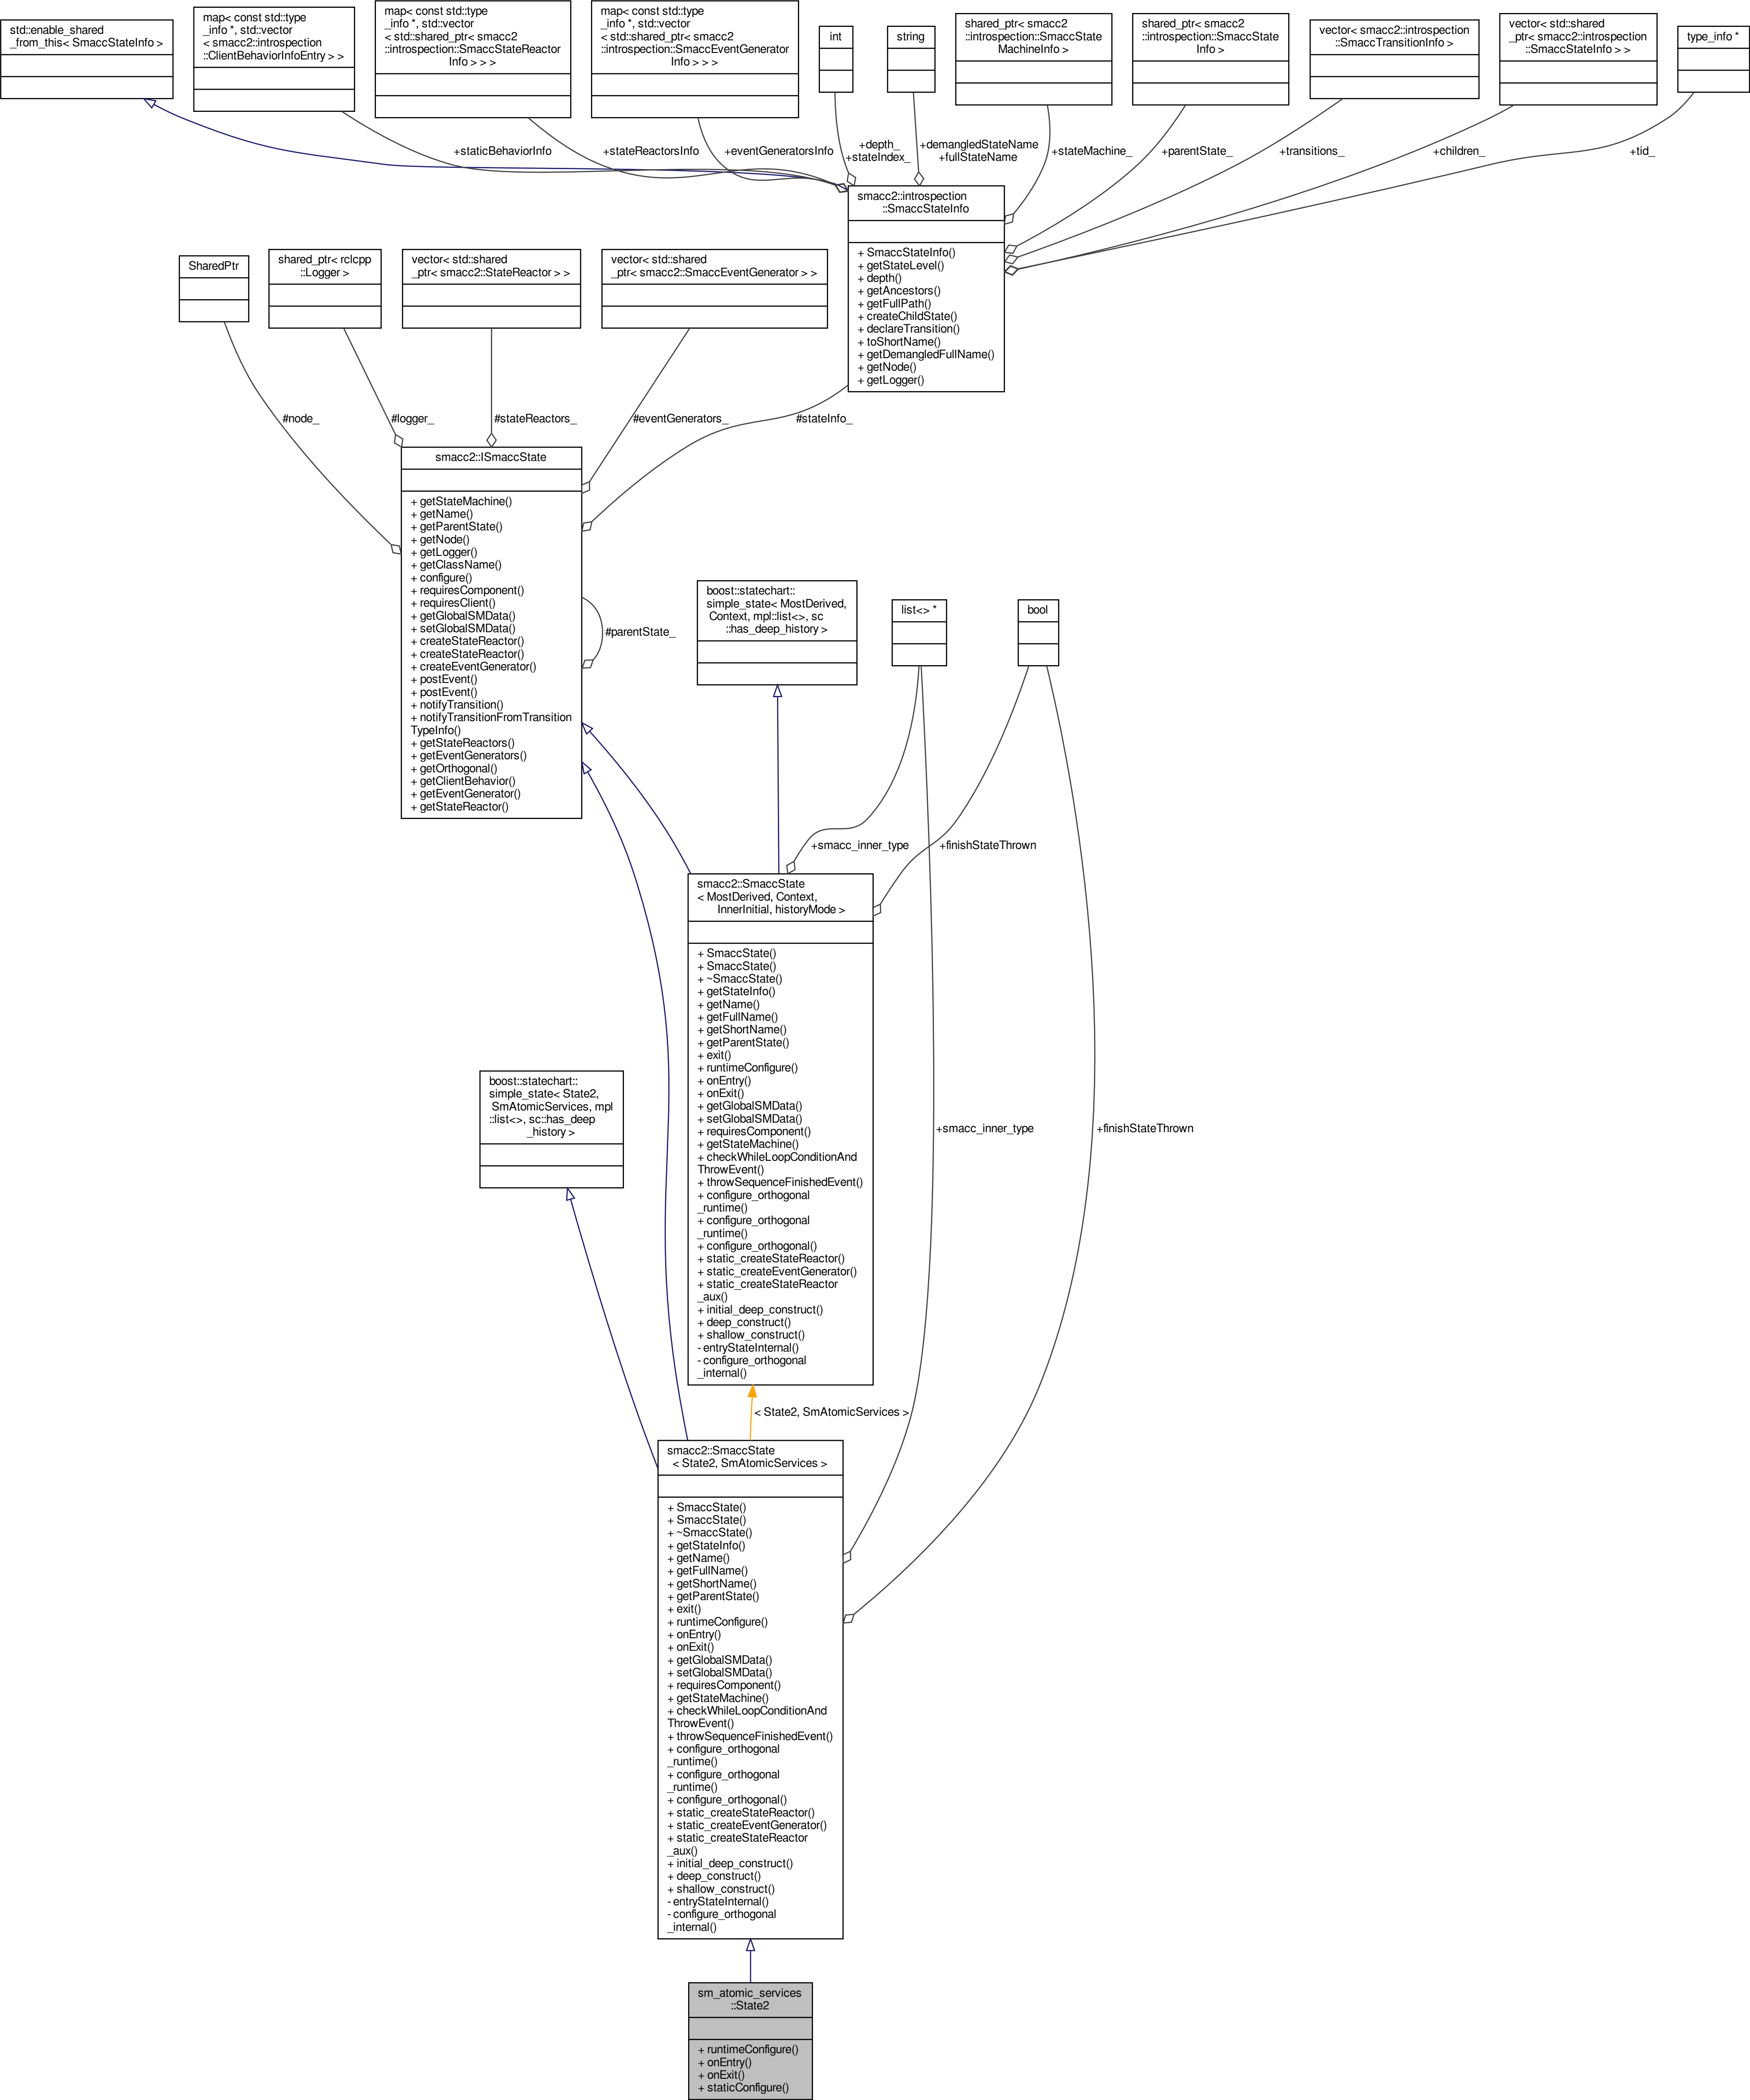 std::enable_shared
_from_this< SmaccStateInfo >
map< const std::type
_info *, std::vector
< smacc2::introspection
::ClientBehaviorInfoEntry > >
map< const std::type
_info *, std::vector
< std::shared_ptr< smacc2
::introspection::SmaccStateReactor
Info > > >
map< const std::type
_info *, std::vector
< std::shared_ptr< smacc2
::introspection::SmaccEventGenerator
Info > > >
int
string
shared_ptr< smacc2
::introspection::SmaccState
MachineInfo >
shared_ptr< smacc2
::introspection::SmaccState
Info >
vector< smacc2::introspection
::SmaccTransitionInfo >
vector< std::shared
_ptr< smacc2::introspection
::SmaccStateInfo > >
type_info *
+staticBehaviorInfo
+stateReactorsInfo
+eventGeneratorsInfo
+depth_
+stateIndex_
+demangledStateName
+fullStateName
+stateMachine_
+parentState_
+transitions_
+children_
+tid_
smacc2::introspection
::SmaccStateInfo
+ SmaccStateInfo()
+ getStateLevel()
+ depth()
+ getAncestors()
+ getFullPath()
+ createChildState()
+ declareTransition()
+ toShortName()
+ getDemangledFullName()
+ getNode()
+ getLogger()
SharedPtr
shared_ptr< rclcpp
::Logger >
vector< std::shared
_ptr< smacc2::StateReactor > >
vector< std::shared
_ptr< smacc2::SmaccEventGenerator > >
#node_
#logger_
#stateReactors_
#eventGenerators_
#stateInfo_
smacc2::ISmaccState
+ getStateMachine()
+ getName()
+ getParentState()
+ getNode()
+ getLogger()
+ getClassName()
+ configure()
+ requiresComponent()
+ requiresClient()
+ getGlobalSMData()
+ setGlobalSMData()
+ createStateReactor()
+ createStateReactor()
+ createEventGenerator()
+ postEvent()
+ postEvent()
+ notifyTransition()
+ notifyTransitionFromTransition
TypeInfo()
+ getStateReactors()
+ getEventGenerators()
+ getOrthogonal()
+ getClientBehavior()
+ getEventGenerator()
+ getStateReactor()
#parentState_
boost::statechart::
simple_state< MostDerived,
Context, mpl::list<>, sc
::has_deep_history >
list<> *
bool
+smacc_inner_type
+finishStateThrown
smacc2::SmaccState
< MostDerived, Context,
InnerInitial, historyMode >
+ SmaccState()
+ SmaccState()
+ ~SmaccState()
+ getStateInfo()
+ getName()
+ getFullName()
+ getShortName()
+ getParentState()
+ exit()
+ runtimeConfigure()
+ onEntry()
+ onExit()
+ getGlobalSMData()
+ setGlobalSMData()
+ requiresComponent()
+ getStateMachine()
+ checkWhileLoopConditionAnd
ThrowEvent()
+ throwSequenceFinishedEvent()
+ configure_orthogonal
_runtime()
+ configure_orthogonal
_runtime()
+ configure_orthogonal()
+ static_createStateReactor()
+ static_createEventGenerator()
+ static_createStateReactor
_aux()
+ initial_deep_construct()
+ deep_construct()
+ shallow_construct()
- entryStateInternal()
- configure_orthogonal
_internal()
boost::statechart::
simple_state< State2,
SmAtomicServices, mpl
::list<>, sc::has_deep
_history >
+smacc_inner_type
+finishStateThrown
< State2, SmAtomicServices >
smacc2::SmaccState
< State2, SmAtomicServices >
+ SmaccState()
+ SmaccState()
+ ~SmaccState()
+ getStateInfo()
+ getName()
+ getFullName()
+ getShortName()
+ getParentState()
+ exit()
+ runtimeConfigure()
+ onEntry()
+ onExit()
+ getGlobalSMData()
+ setGlobalSMData()
+ requiresComponent()
+ getStateMachine()
+ checkWhileLoopConditionAnd
ThrowEvent()
+ throwSequenceFinishedEvent()
+ configure_orthogonal
_runtime()
+ configure_orthogonal
_runtime()
+ configure_orthogonal()
+ static_createStateReactor()
+ static_createEventGenerator()
+ static_createStateReactor
_aux()
+ initial_deep_construct()
+ deep_construct()
+ shallow_construct()
- entryStateInternal()
- configure_orthogonal
_internal()
sm_atomic_services
::State2
+ runtimeConfigure()
+ onEntry()
+ onExit()
+ staticConfigure()